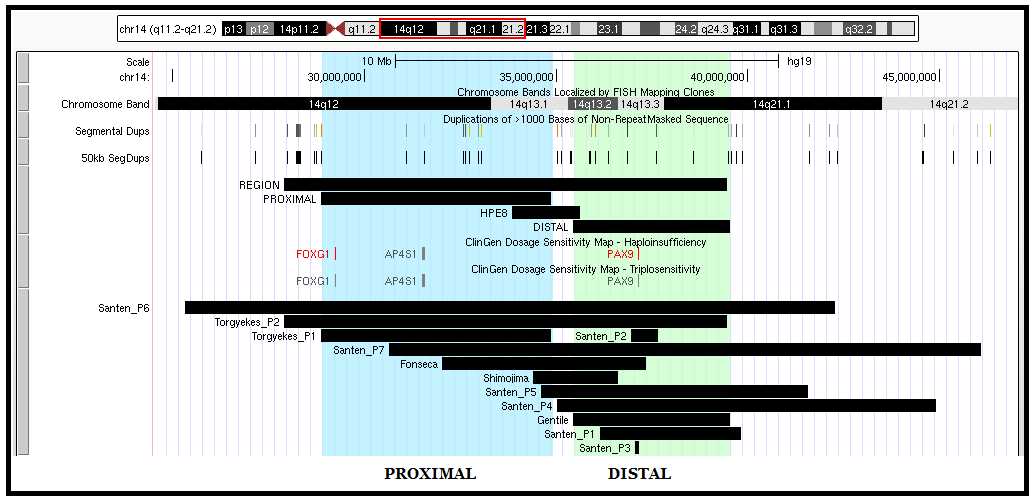 chr14 (q11.2-q21.2) p13 p12 14p11.2 q11.2 14q12 q21.1 21.2 21.3 22.1 23.1 24.2 q24.3 q31.1 q31.3 q32.2
Scale 10 Mb hg19
chr14: 30,000,000 35,000,000 40,000,000 45,000,000
Chromosome Bands Localized by FISH Mapping Clones
Chromosome Band 14q12 14q13.1 14q13.2 14q13.3 14q21.1 14q21.2
Duplications of >1000 Bases of Non-RepeatMasked Sequence
Segmental Dups
50kb SegDups
REGION
PROXIMAL
HPE8
DISTAL
ClinGen Dosage Sensitivity Map - Haploinsufficiency
FOXG1 AP4S1 PAX9
ClinGen Dosage Sensitivity Map - Triplosensitivity
FOXG1 AP4S1 PAX9
Santen_P6
Torgyekes_P2
Torgyekes_P1 Santen_P2
Santen_P7
Fonseca
Shimojima
Santen_P5
Santen_P4
Gentile
Santen_P1
Santen_P3
PROXIMAL DISTAL